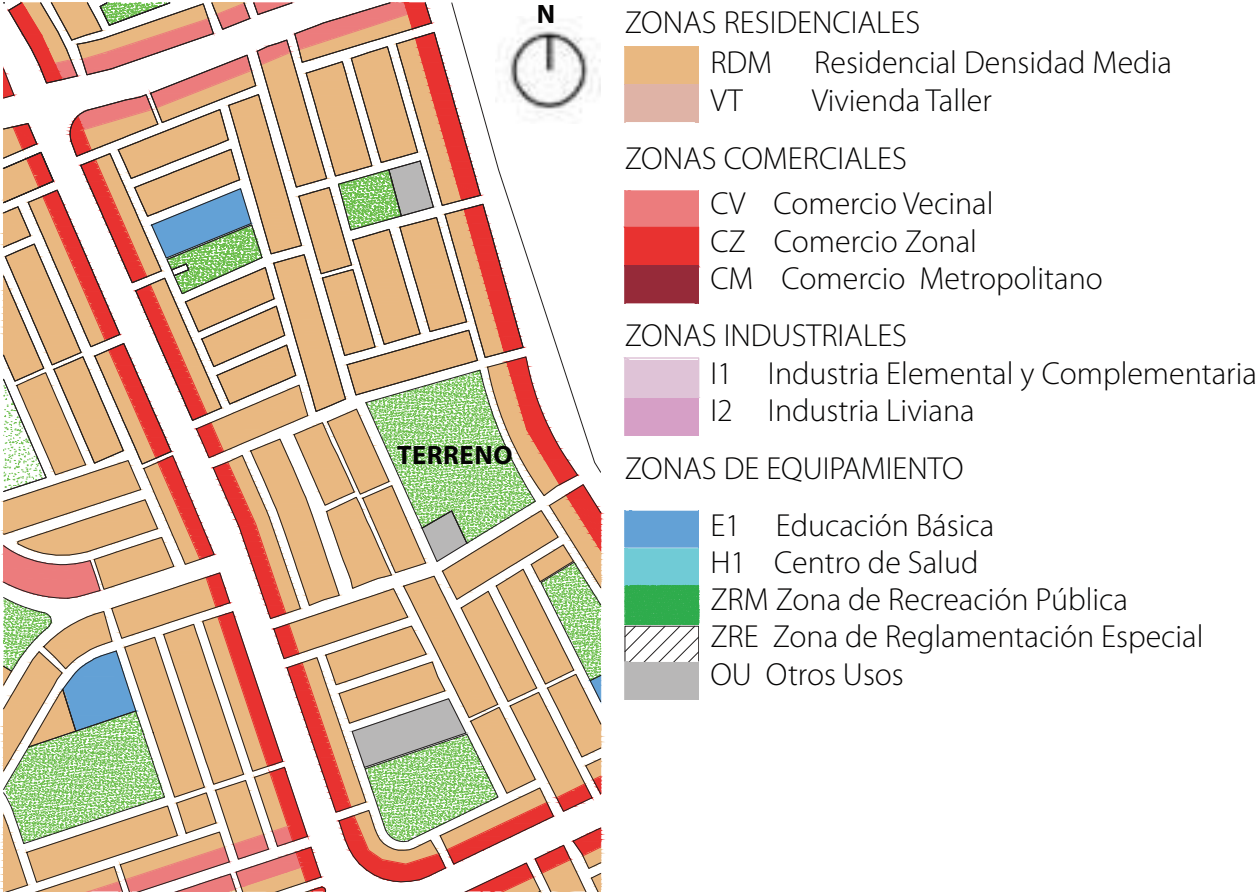 N
TERRENO
ZONAS RESIDENCIALES
RDM Residencial Densidad Media
VT Vivienda Taller
ZONAS COMERCIALES
CV Comercio Vecinal
CZ Comercio Zonal
CM Comercio Metropolitano
ZONAS INDUSTRIALES
I1 Industria Elemental y Complementaria
I2 Industria Liviana
ZONAS DE EQUIPAMIENTO
E1 Educación Básica
H1 Centro de Salud
ZRM Zona de Recreación Pública
ZRE Zona de Reglamentación Especial
OU Otros Usos